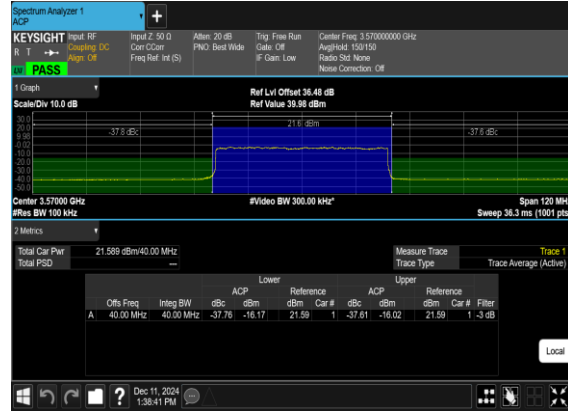 Spectrum Analyzer 1
ACP
KEYSIGHT Input: RF Input Z: 50 Ω Atten: 20 dB Trig: Free Run Center Freq: 3.570000000 GHz
R T Coupling: DC Corr CCorr PNO: Best Wide Gate: Off Avg|Hold: 150/150
Align: Off Freq Ref: Int (S) IF Gain: Low Radio Std: None
PASS Noise Correction: Off
1 Graph Ref Lvl Offset 36.48 dB
Scale/Div 10.0 dB Ref Value 39.98 dBm
30.0
20.0 21.6 dBm
9.98 -37.8 dBc -37.6 dBc
-0.02
-10.0
-20.0
-30.0
-40.0
-50.0
Center 3.57000 GHz #Video BW 300.00 kHz* Span 120 MHz
#Res BW 100 kHz Sweep 36.3 ms (1001 pts)
2 Metrics
Total Car Pwr 21.589 dBm/40.00 MHz Measure Trace Trace 1
Total PSD — Trace Type Trace Average (Active)
Lower Upper
ACP Reference ACP Reference
Offs Freq Integ BW dBc dBm dBm Car # dBc dBm dBm Car # Filter
A 40.00 MHz 40.00 MHz -37.76 -16.17 21.59 1 -37.61 -16.02 21.59 1 -3 dB
Local
? Dec 11, 2024
1:38:41 PM